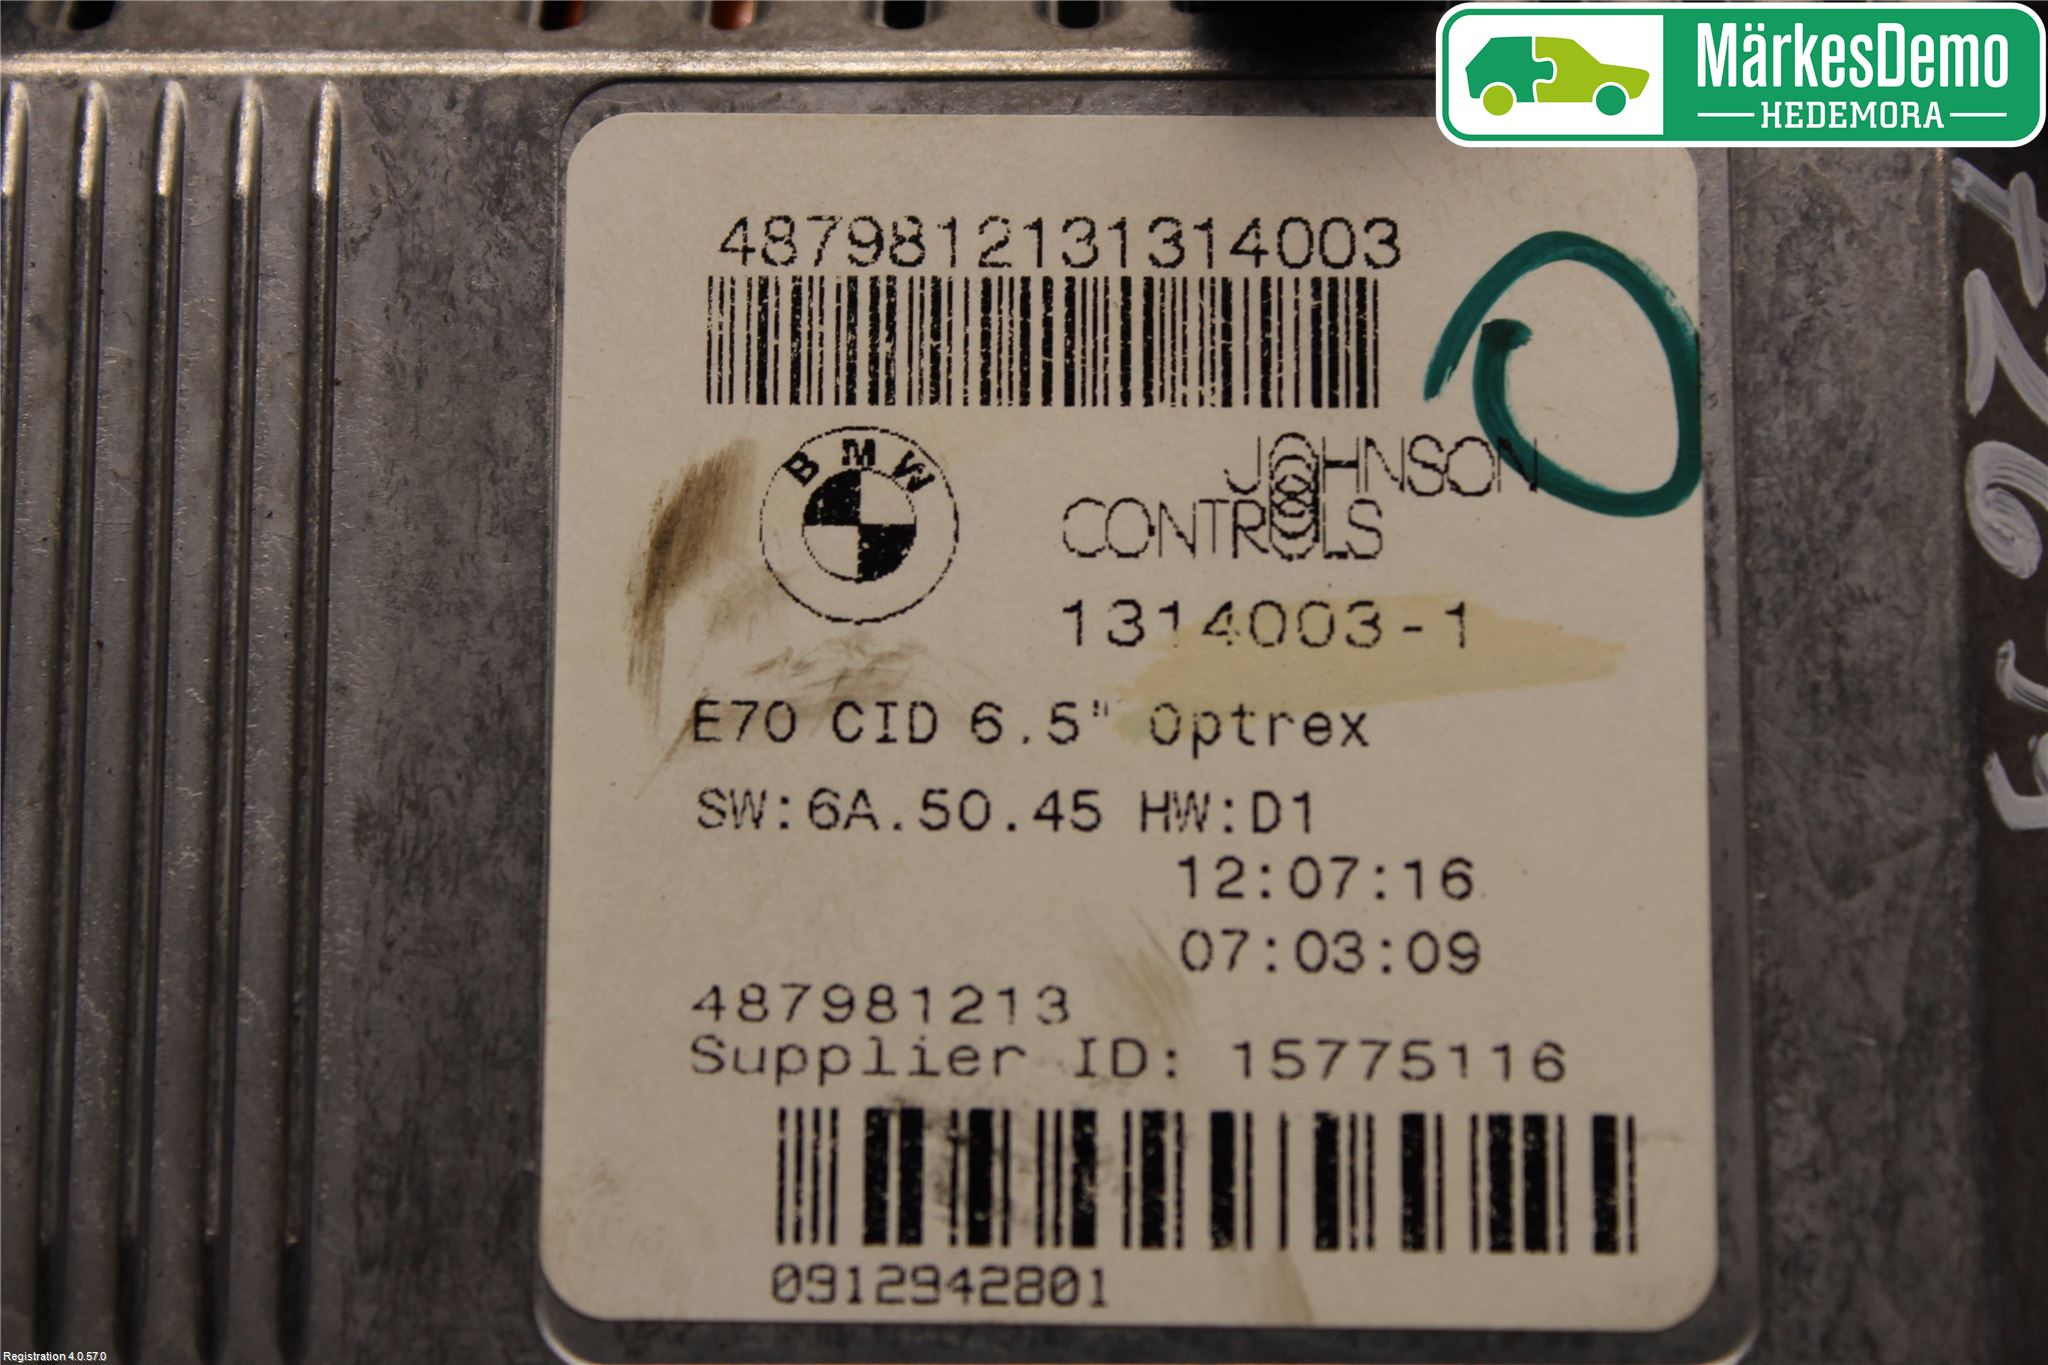 MärkesDemo
HEDEMORA
4879812131314003
BMW
JOHNSON
CONTROLS
1314003-1
E70 CID 6.5" Optrex
SW:6A.50.45 HW:D1
12:07:16
07:03:09
487981213
Supplier ID: 15775116
0912942801
Registration 4.0.57.0